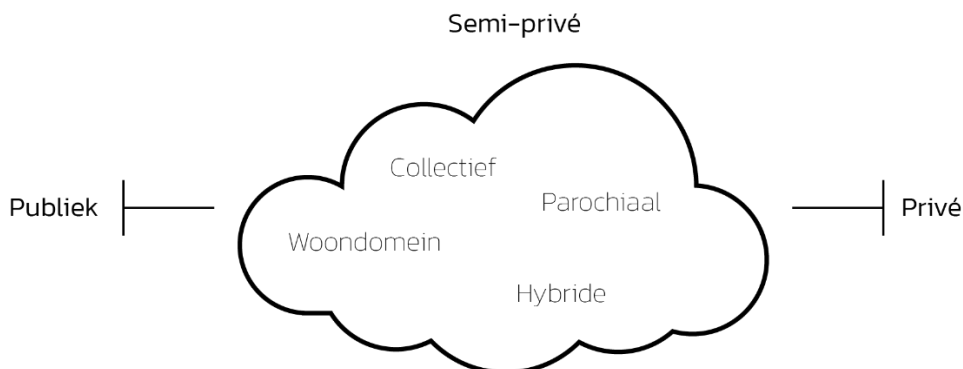 Semi-privé
Collectief
Parochiaal
Publiek
Privé
Woondomein
Hybride